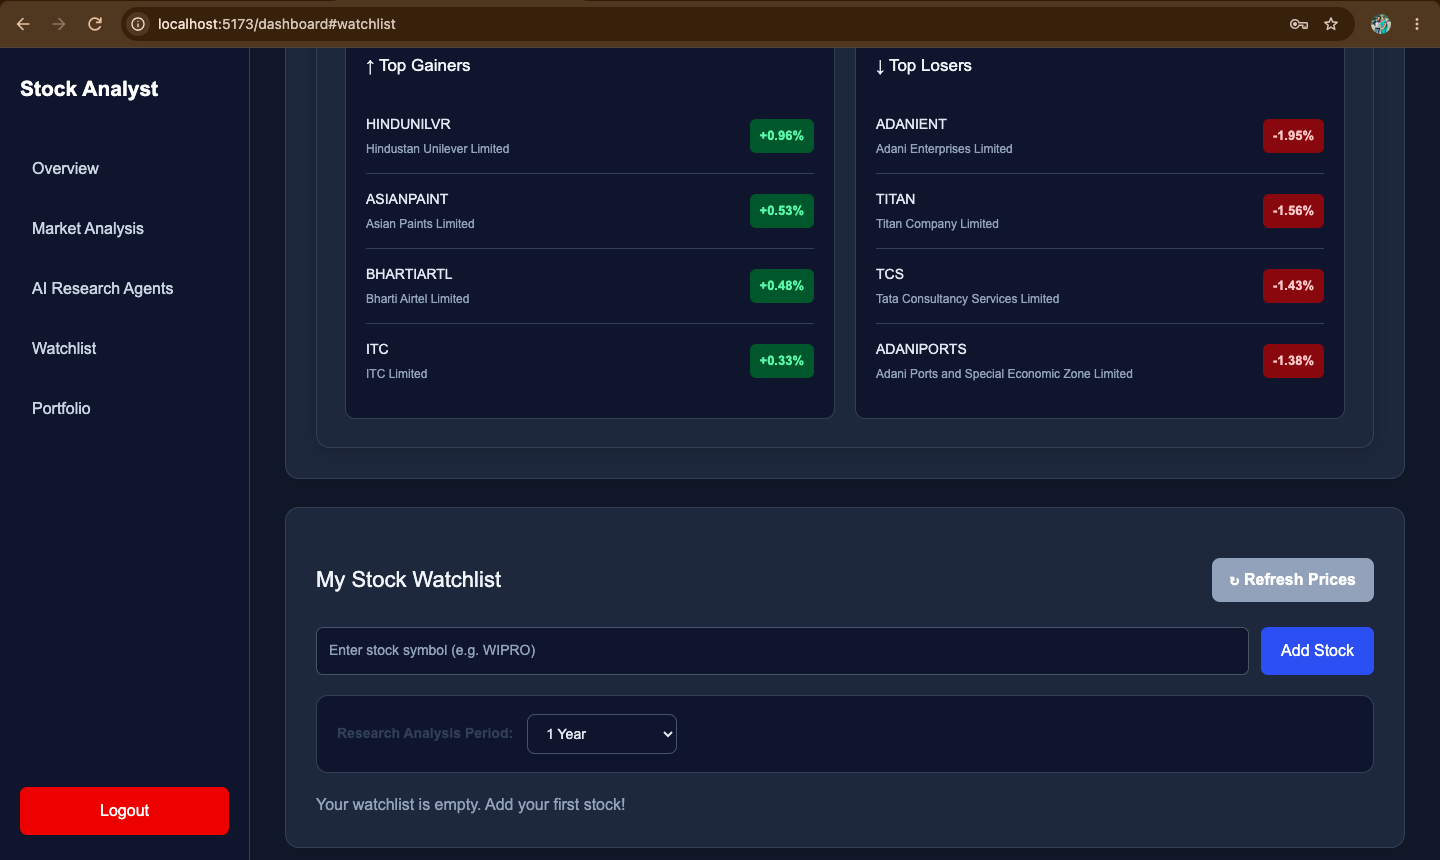 localhost:5173/dashboard#watchlist
Stock Analyst
Overview
Market Analysis
AI Research Agents
Watchlist
Portfolio
Logout
↑ Top Gainers
HINDUNILVR
Hindustan Unilever Limited
+0.96%
ASIANPAINT
Asian Paints Limited
+0.53%
BHARTIARTL
Bharti Airtel Limited
+0.48%
ITC
ITC Limited
+0.33%
↓ Top Losers
ADANIENT
Adani Enterprises Limited
-1.95%
TITAN
Titan Company Limited
-1.56%
TCS
Tata Consultancy Services Limited
-1.43%
ADANIPORTS
Adani Ports and Special Economic Zone Limited
-1.38%
My Stock Watchlist
↻ Refresh Prices
Enter stock symbol (e.g. WIPRO)
Add Stock
Research Analysis Period:
1 Year
Your watchlist is empty. Add your first stock!